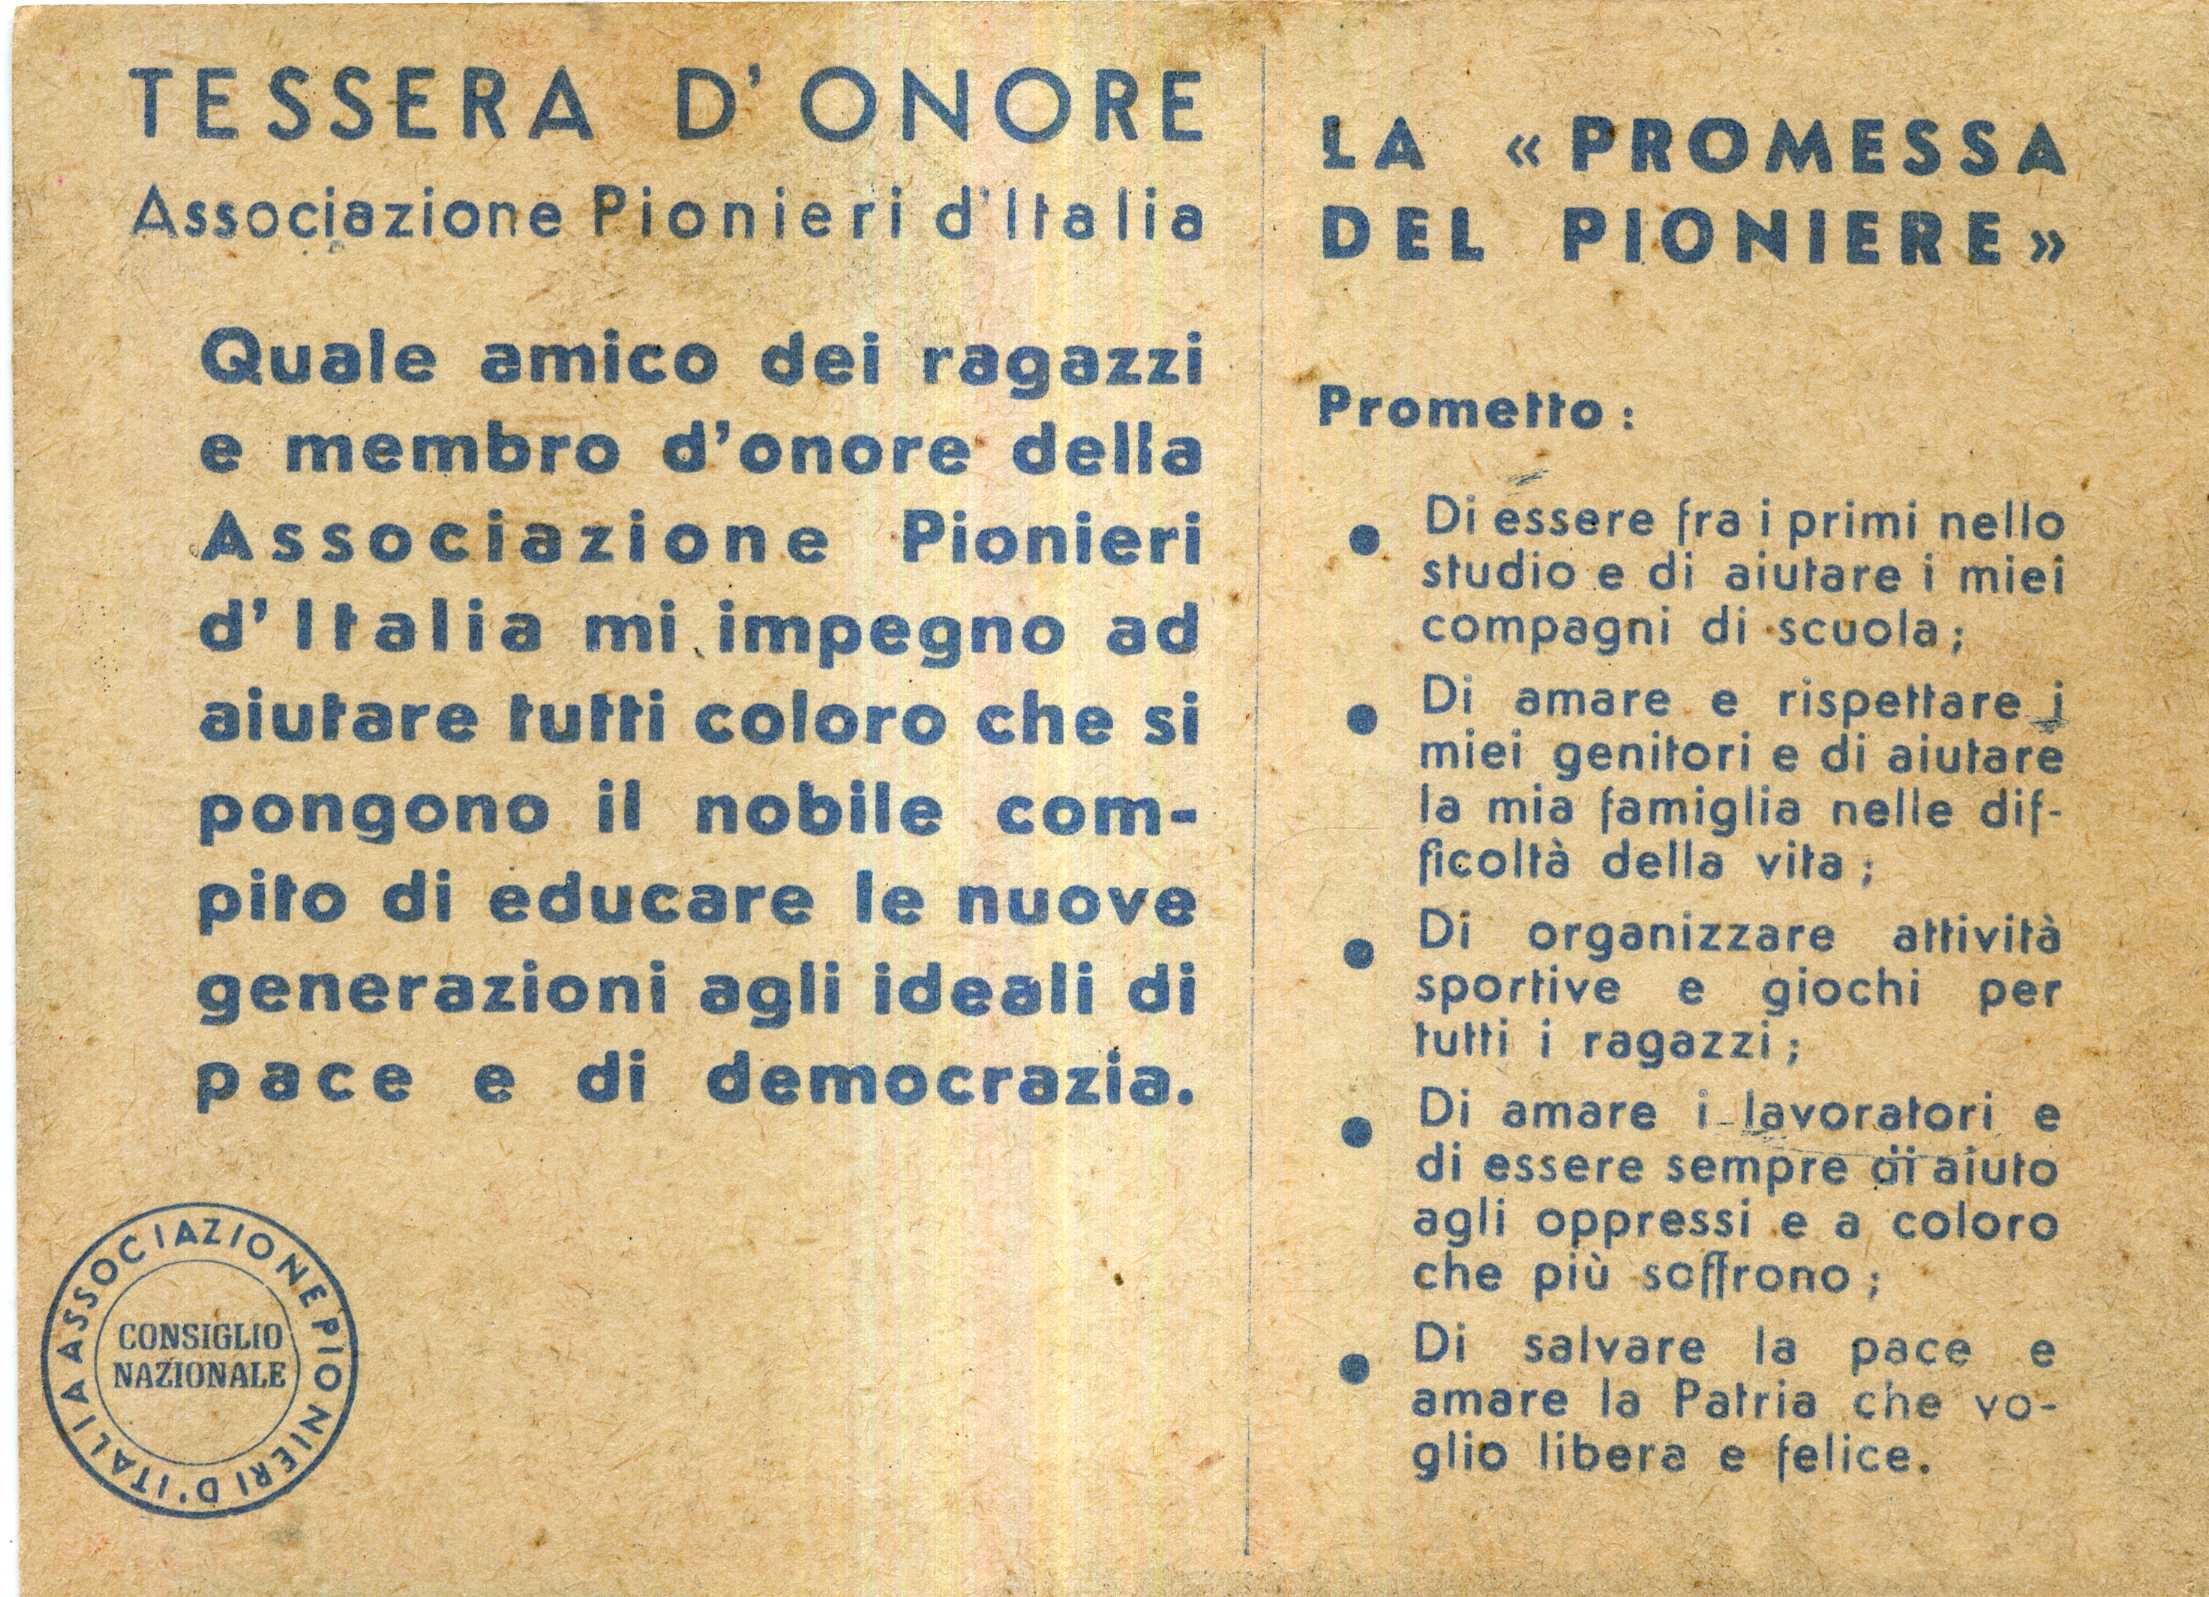 TESSERA D'ONORE
Associazione Pionieri d'Italia
Quale amico dei ragazzi
e membro d'onore della
Associazione Pionieri
d'Italia mi impegno ad
aiutare tutti coloro che si
pongono il nobile com-
pito di educare le nuove
generazioni agli ideali di
pace e di democrazia.
ASSOCIAZIONE PIONIERI D'ITALIA
CONSIGLIO
NAZIONALE
LA «PROMESSA
DEL PIONIERE»
Prometto:
● Di essere fra i primi nello
studio e di aiutare i miei
compagni di scuola;
● Di amare e rispettare i
miei genitori e di aiutare
la mia famiglia nelle dif-
ficoltà della vita;
● Di organizzare attività
sportive e giochi per
tutti i ragazzi;
● Di amare i lavoratori e
di essere sempre di aiuto
agli oppressi e a coloro
che più soffrono;
● Di salvare la pace e
amare la Patria che vo-
glio libera e felice.